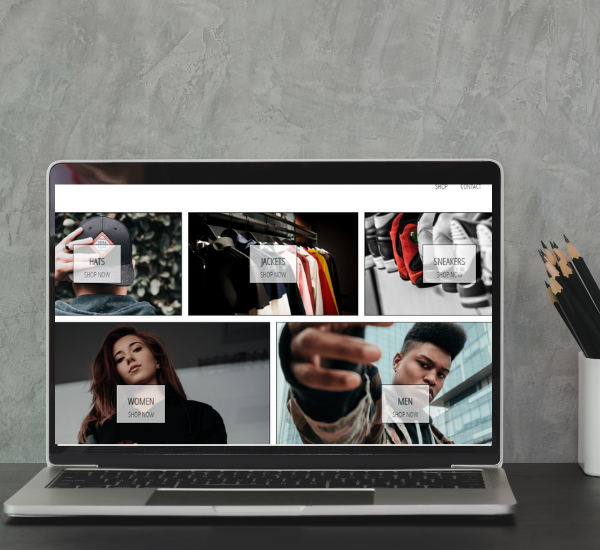 SHOP CONTACT
HATS
SHOP NOW
JACKETS
SHOP NOW
SNEAKERS
SHOP NOW
WOMEN
SHOP NOW
MEN
SHOP NOW